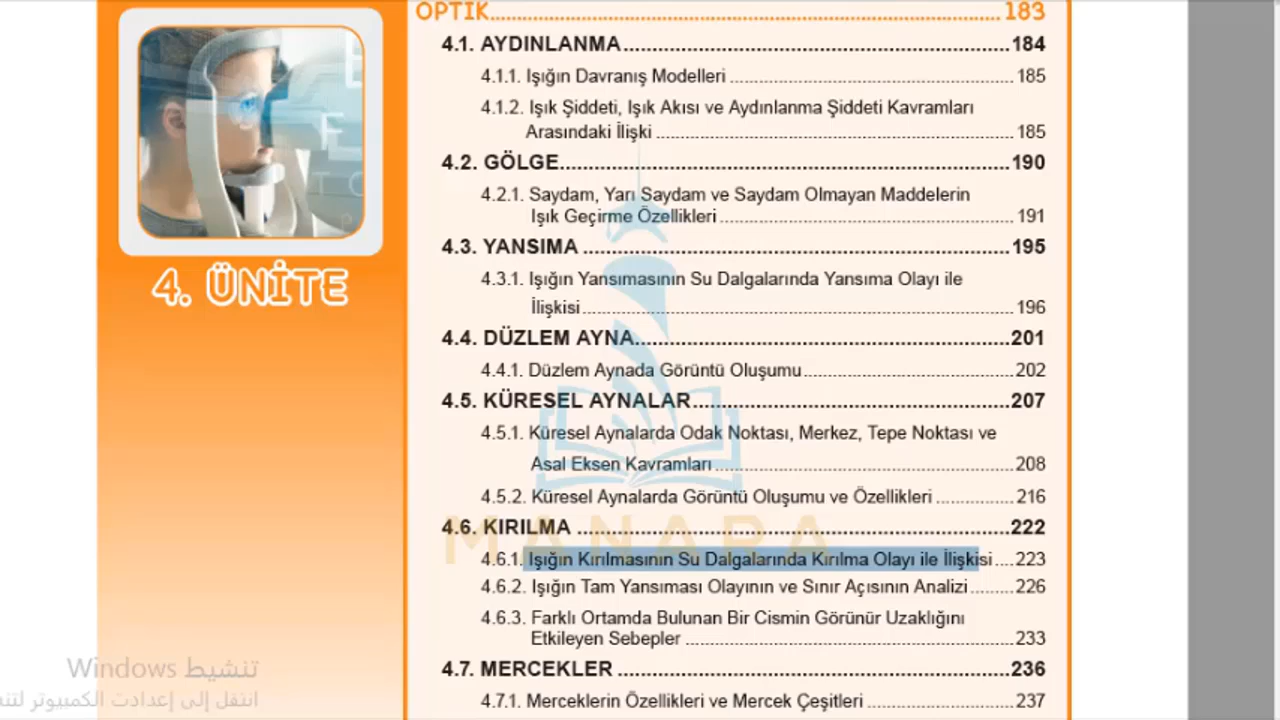 OPTİK 183
4.1. AYDINLANMA 184
4.1.1. Işığın Davranış Modelleri 185
4.1.2. Işık Şiddeti, Işık Akısı ve Aydınlanma Şiddeti Kavramları
Arasındaki İlişki 185
4.2. GÖLGE 190
4.2.1. Saydam, Yarı Saydam ve Saydam Olmayan Maddelerin
Işık Geçirme Özellikleri 191
4.3. YANSIMA 195
4.3.1. Işığın Yansımasının Su Dalgalarında Yansıma Olayı ile
İlişkisi 196
4.4. DÜZLEM AYNA 201
4.4.1. Düzlem Aynada Görüntü Oluşumu 202
4.5. KÜRESEL AYNALAR 207
4.5.1. Küresel Aynalarda Odak Noktası, Merkez, Tepe Noktası ve
Asal Eksen Kavramları 208
4.5.2. Küresel Aynalarda Görüntü Oluşumu ve Özellikleri 216
4.6. KIRILMA 222
4.6.1. Işığın Kırılmasının Su Dalgalarında Kırılma Olayı ile İlişkisi 223
4.6.2. Işığın Tam Yansıması Olayının ve Sınır Açısının Analizi 226
4.6.3. Farklı Ortamda Bulunan Bir Cismin Görünür Uzaklığını
Etkileyen Sebepler 233
4.7. MERCEKLER 236
4.7.1. Merceklerin Özellikleri ve Mercek Çeşitleri 237
4. ÜNİTE
MANARA
تنشيط Windows
انتقل إلى إعدادات الكمبيوتر